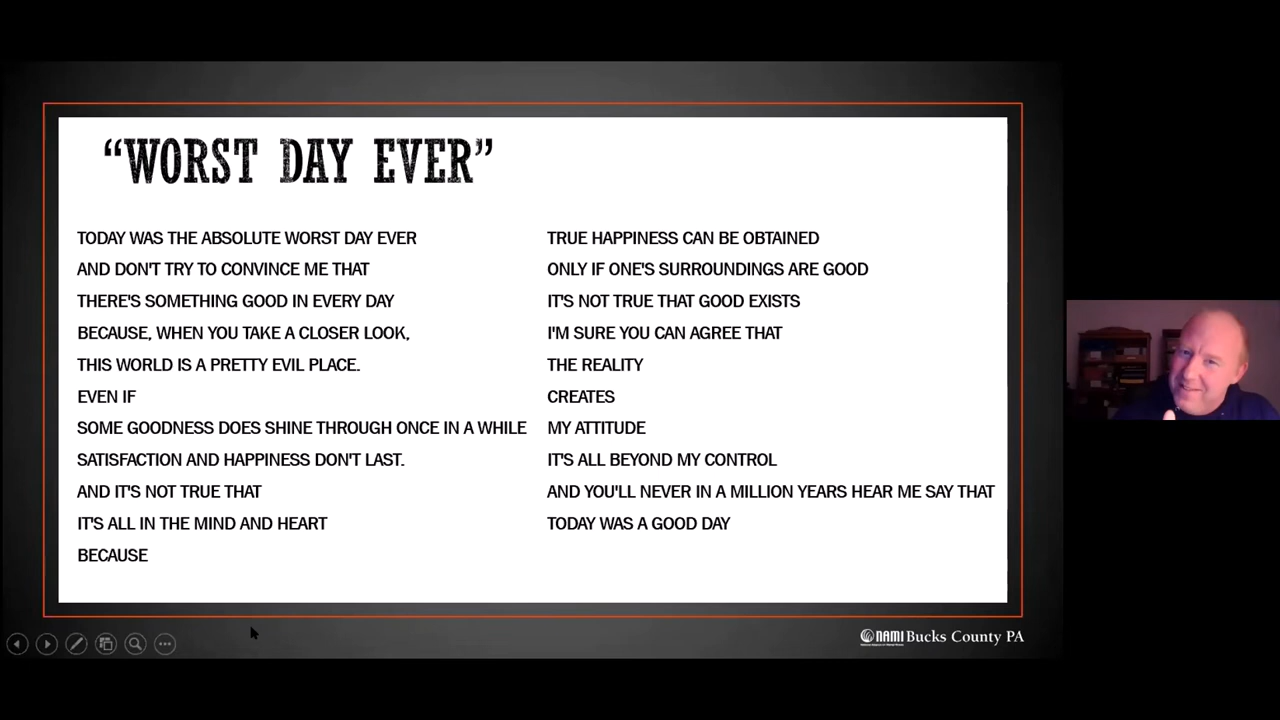 “WORST DAY EVER”
TODAY WAS THE ABSOLUTE WORST DAY EVER
AND DON'T TRY TO CONVINCE ME THAT
THERE'S SOMETHING GOOD IN EVERY DAY
BECAUSE, WHEN YOU TAKE A CLOSER LOOK,
THIS WORLD IS A PRETTY EVIL PLACE.
EVEN IF
SOME GOODNESS DOES SHINE THROUGH ONCE IN A WHILE
SATISFACTION AND HAPPINESS DON'T LAST.
AND IT'S NOT TRUE THAT
IT'S ALL IN THE MIND AND HEART
BECAUSE
TRUE HAPPINESS CAN BE OBTAINED
ONLY IF ONE'S SURROUNDINGS ARE GOOD
IT'S NOT TRUE THAT GOOD EXISTS
I'M SURE YOU CAN AGREE THAT
THE REALITY
CREATES
MY ATTITUDE
IT'S ALL BEYOND MY CONTROL
AND YOU'LL NEVER IN A MILLION YEARS HEAR ME SAY THAT
TODAY WAS A GOOD DAY
NAMI Bucks County PA